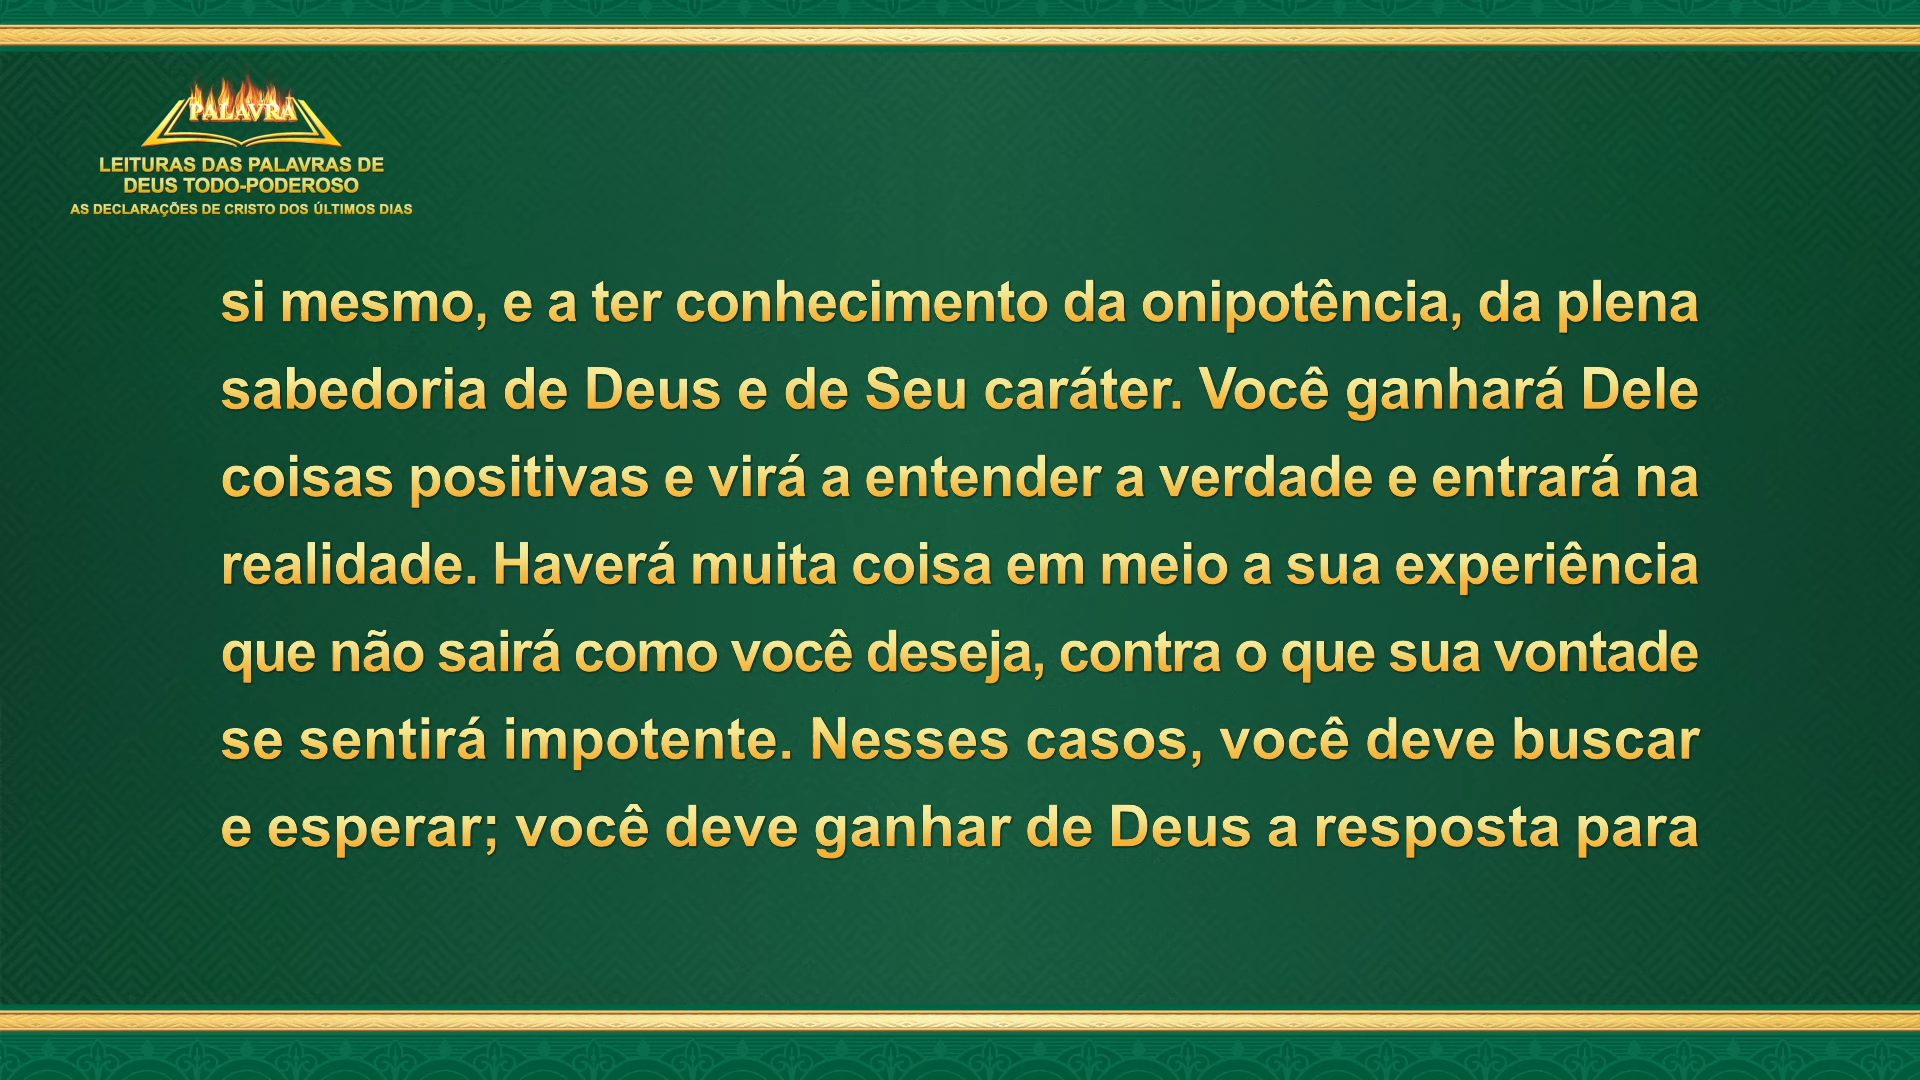 PALAVRA
LEITURAS DAS PALAVRAS DE
DEUS TODO-PODEROSO
AS DECLARAÇÕES DE CRISTO DOS ÚLTIMOS DIAS
si mesmo, e a ter conhecimento da onipotência, da plena
sabedoria de Deus e de Seu caráter. Você ganhará Dele
coisas positivas e virá a entender a verdade e entrará na
realidade. Haverá muita coisa em meio a sua experiência
que não sairá como você deseja, contra o que sua vontade
se sentirá impotente. Nesses casos, você deve buscar
e esperar; você deve ganhar de Deus a resposta para